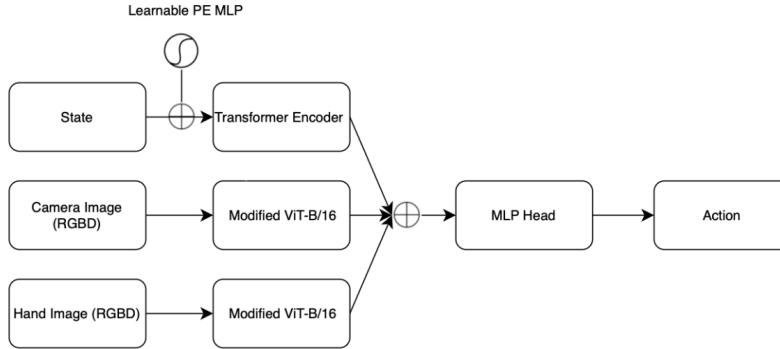 Learnable PE MLP
State
Transformer Encoder
Camera Image
(RGBD)
Modified ViT-B/16
MLP Head
Action
Hand Image (RGBD)
Modified ViT-B/16